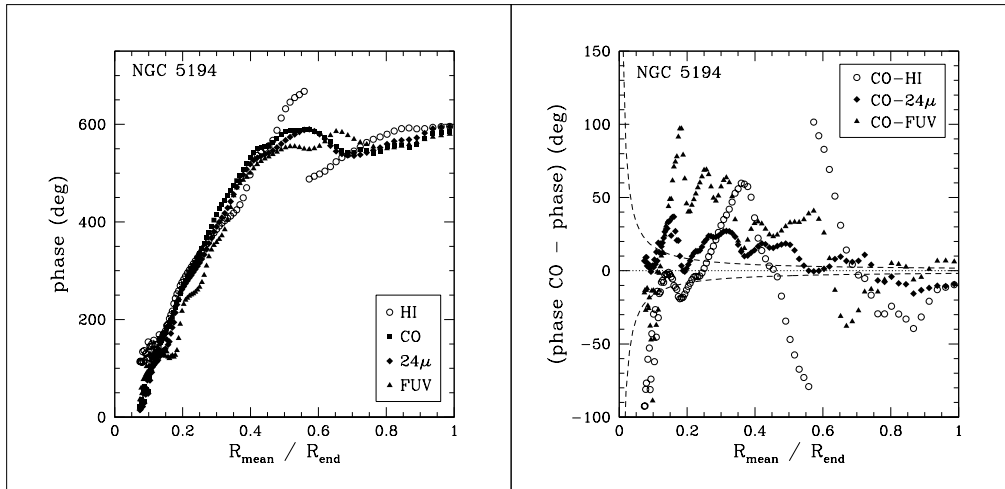 NGC 5194
phase (deg)
600
400
200
0
HI
CO
24μ
FUV
0
0.2
0.4
0.6
0.8
1
R_mean / R_end
NGC 5194
(phase CO − phase) (deg)
150
100
50
0
−50
−100
CO−HI
CO−24μ
CO−FUV
0
0.2
0.4
0.6
0.8
1
R_mean / R_end